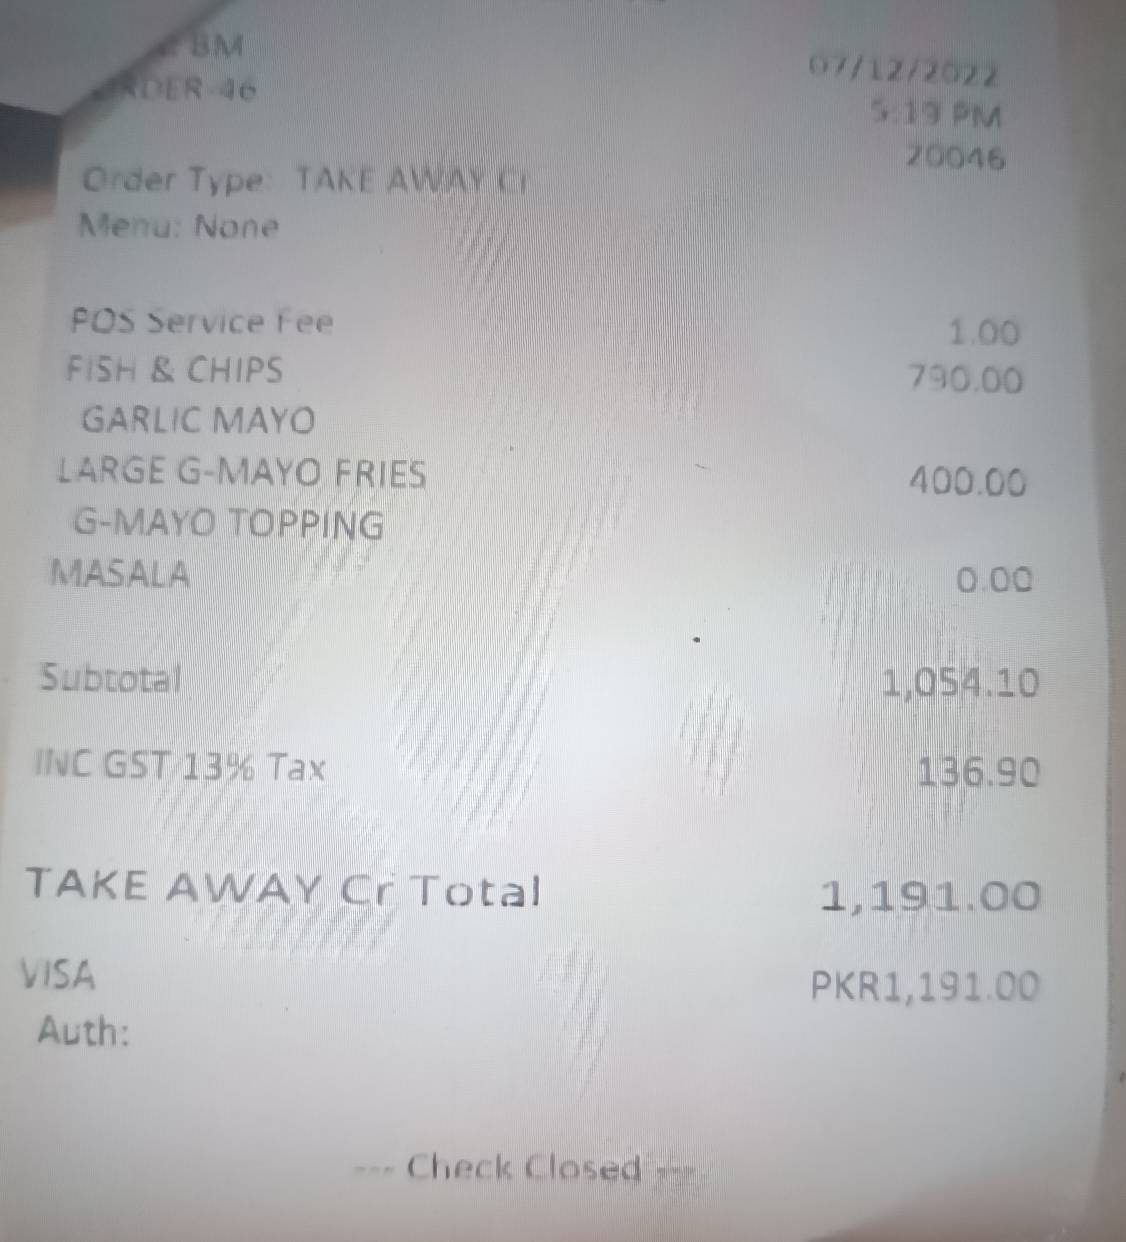 BM
ORDER 46
07/12/2022
5:19 PM
20046
Order Type: TAKE AWAY Cr
Menu: None
POS Service Fee 1.00
FISH & CHIPS 790.00
GARLIC MAYO
LARGE G-MAYO FRIES 400.00
G-MAYO TOPPING
MASALA 0.00
Subtotal 1,054.10
INC GST 13% Tax 136.90
TAKE AWAY Cr Total 1,191.00
VISA PKR1,191.00
Auth:
--- Check Closed ---